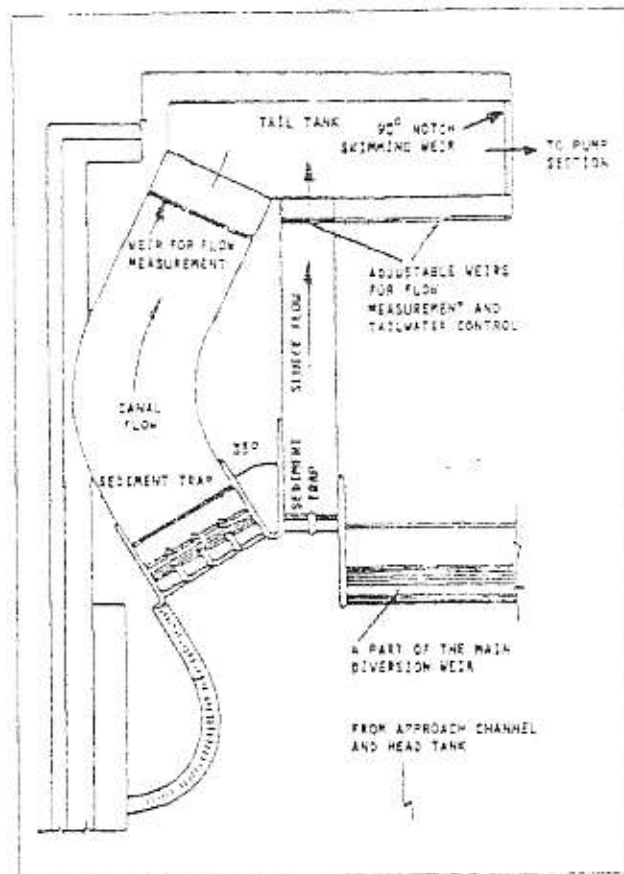 TAIL TANK
90° NOTCH
SKIMMING WEIR
TO PUMP
SECTION
WEIR FOR FLOW
MEASUREMENT
ADJUSTABLE WEIRS
FOR FLOW
MEASUREMENT AND
TAILWATER CONTROL
SLUICE FLOW
CANAL
FLOW
35°
SEDIMENT TRAP
SEDIMENT
TRAP
A PART OF THE MAIN
DIVERSION WEIR
FROM APPROACH CHANNEL
AND HEAD TANK